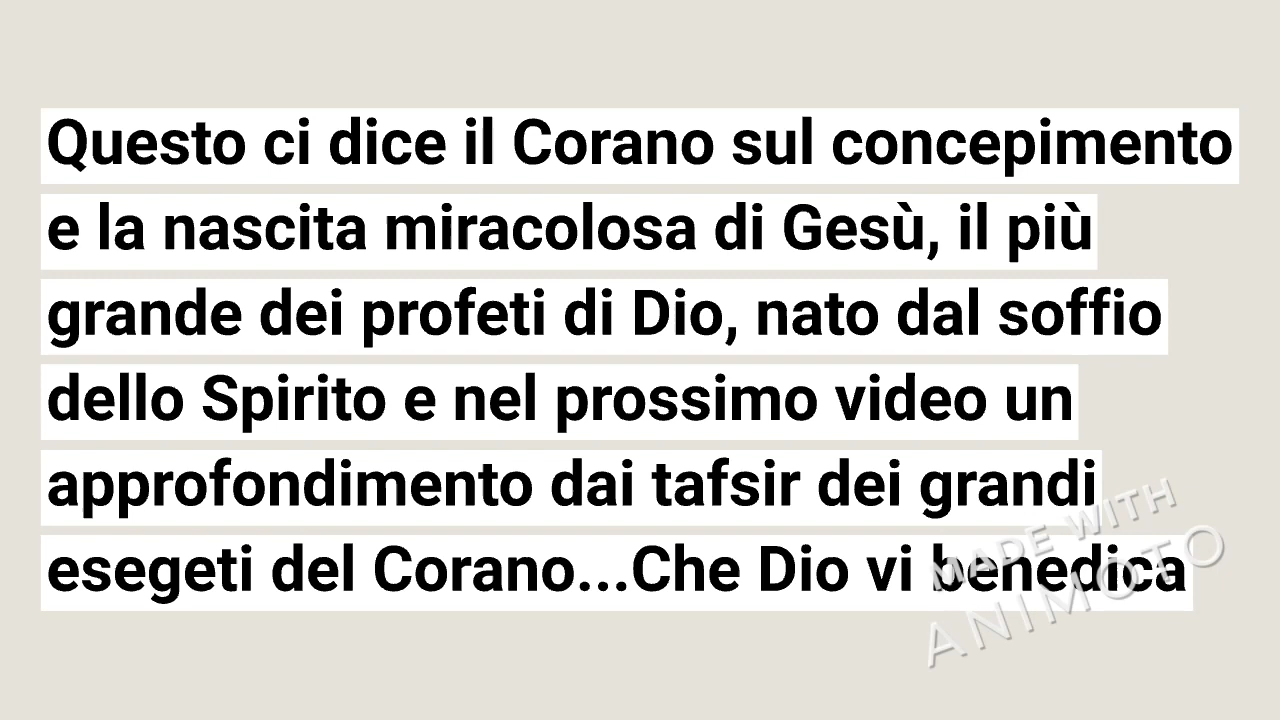 Questo ci dice il Corano sul concepimento
e la nascita miracolosa di Gesù, il più
grande dei profeti di Dio, nato dal soffio
dello Spirito e nel prossimo video un
approfondimento dai tafsir dei grandi
esegeti del Corano...Che Dio vi benedica
MADE WITH
ANIMOTO